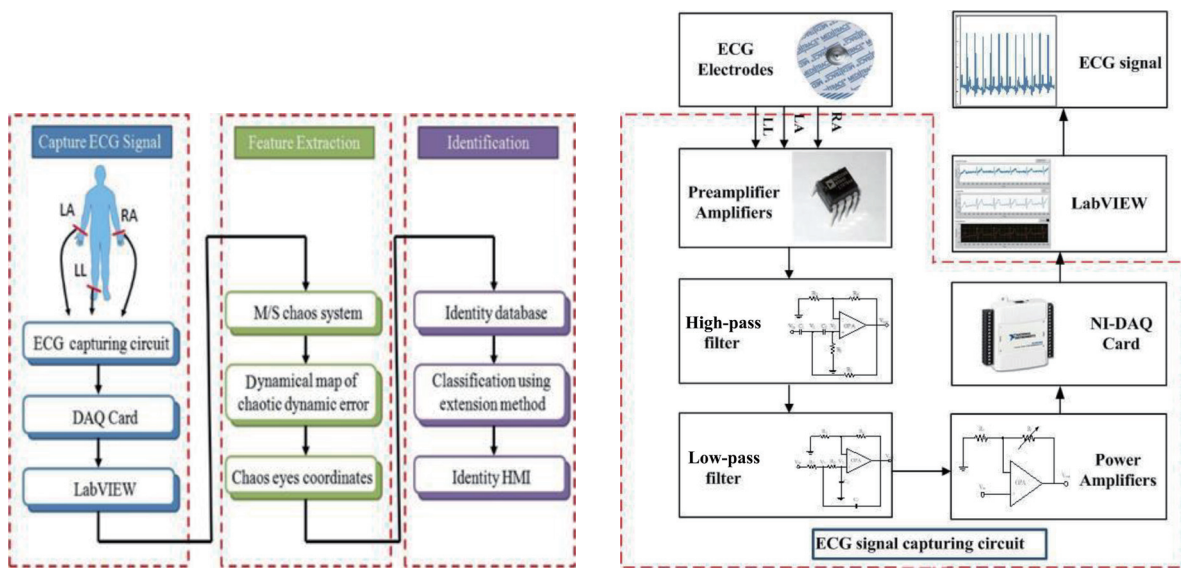 Capture ECG Signal
LA
RA
LL
ECG capturing circuit
DAQ Card
LabVIEW
Feature Extraction
M/S chaos system
Dynamical map of
chaotic dynamic error
Chaos eyes coordinates
Identification
Identity database
Classification using
extension method
Identity HMI
ECG
Electrodes
LL
LA
RA
Preamplifier
Amplifiers
High-pass
filter
OPA
Low-pass
filter
OPA
Power
Amplifiers
OPA
NI-DAQ
Card
LabVIEW
ECG signal
ECG signal capturing circuit